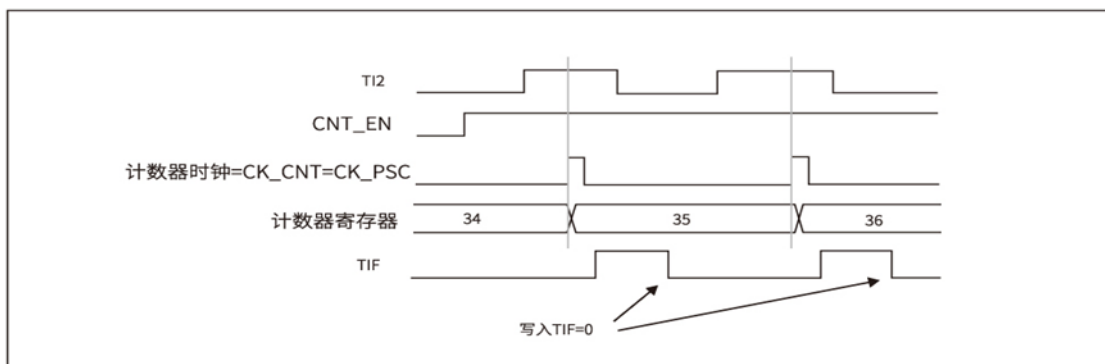 TI2
CNT_EN
计数器时钟=CK_CNT=CK_PSC
计数器寄存器
34
35
36
TIF
写入TIF=0